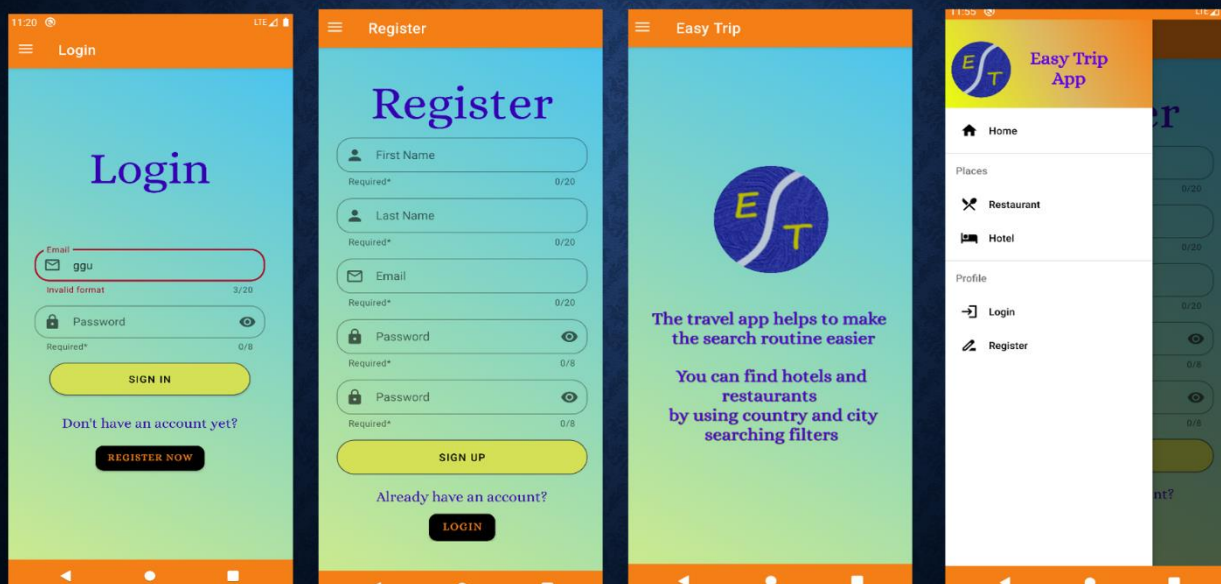 11:20
LTE
Login
Login
Email
ggu
Invalid format 3/20
Password
Required* 0/8
SIGN IN
Don't have an account yet?
REGISTER NOW
Register
Register
First Name
Required* 0/20
Last Name
Required* 0/20
Email
Required* 0/20
Password
Required* 0/8
Password
Required* 0/8
SIGN UP
Already have an account?
LOGIN
Easy Trip
E
T
The travel app helps to make
the search routine easier
You can find hotels and
restaurants
by using country and city
searching filters
11:55
LTE
E
T
Easy Trip
App
Home
Places
Restaurant
Hotel
Profile
Login
Register
er
0/20
0/20
0/20
0/8
0/8
nt?